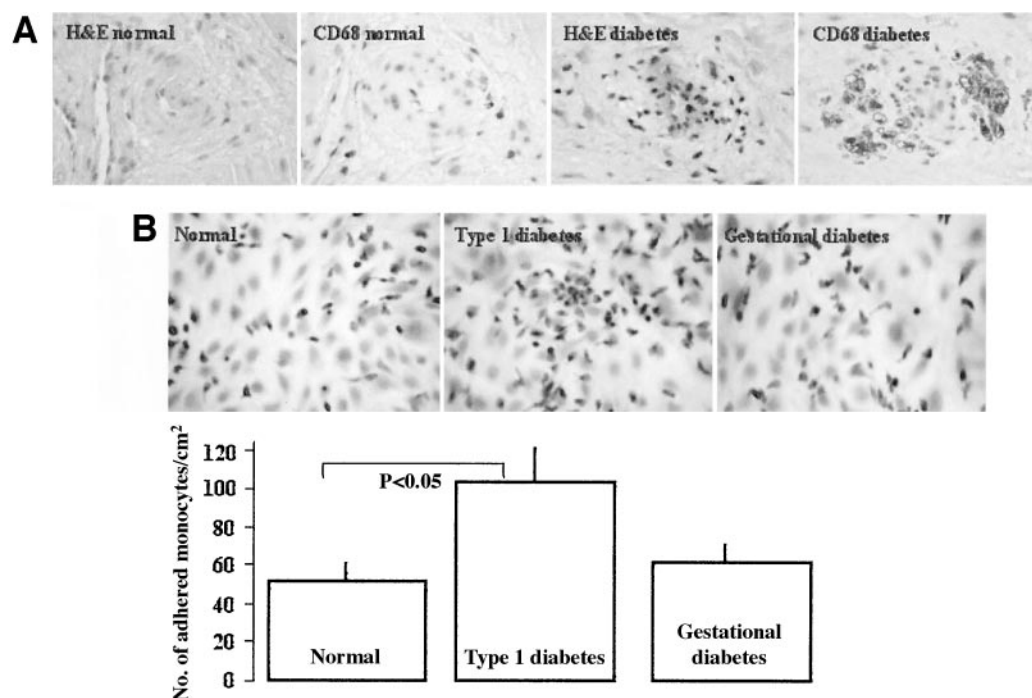 A
H&E normal
CD68 normal
H&E diabetes
CD68 diabetes
B
Normal
Type 1 diabetes
Gestational diabetes
No. of adhered monocytes/cm²
120
100
80
60
40
20
0
P<0.05
Normal
Type 1 diabetes
Gestational
diabetes